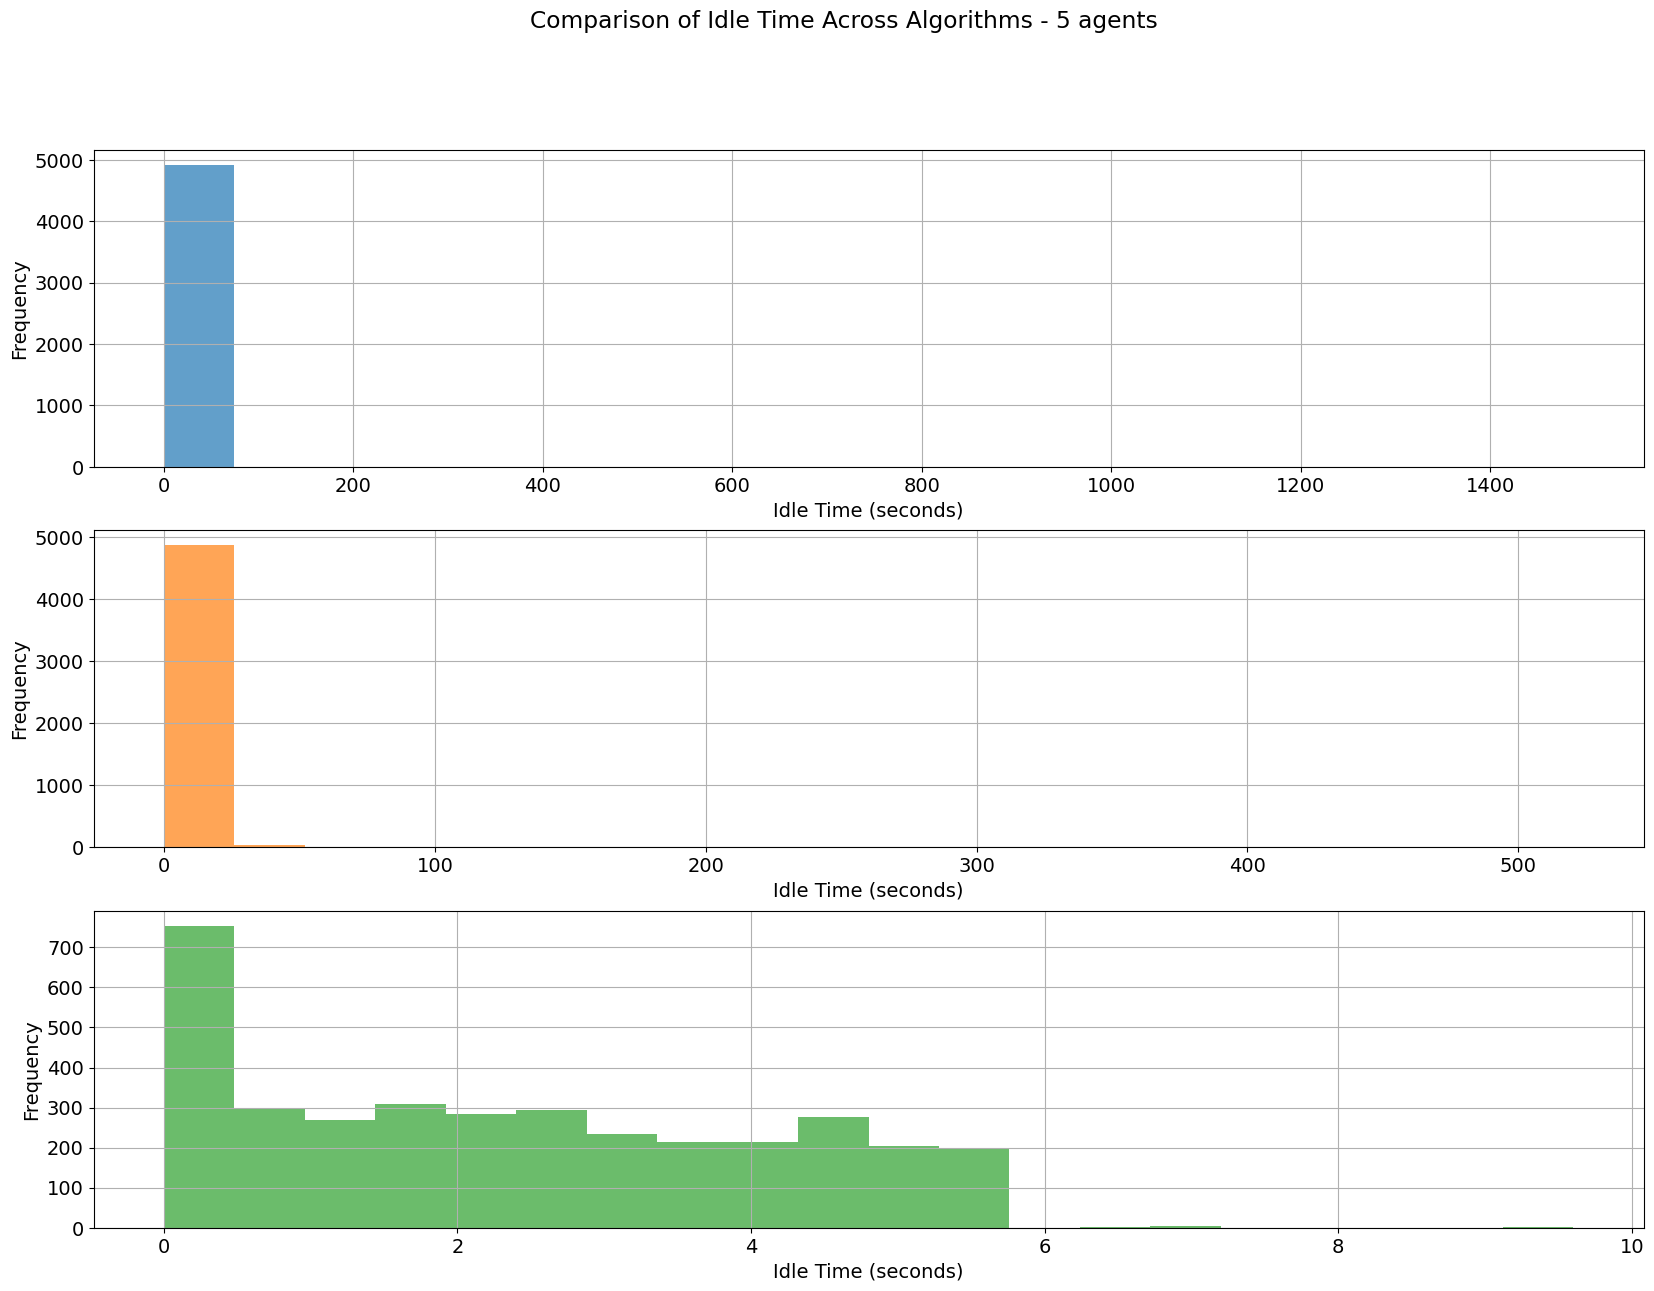 Comparison of Idle Time Across Algorithms - 5 agents
Frequency
5000
4000
3000
2000
1000
0
0 200 400 600 800 1000 1200 1400
Idle Time (seconds)
Frequency
5000
4000
3000
2000
1000
0
0 100 200 300 400 500
Idle Time (seconds)
Frequency
700
600
500
400
300
200
100
0
0 2 4 6 8 10
Idle Time (seconds)